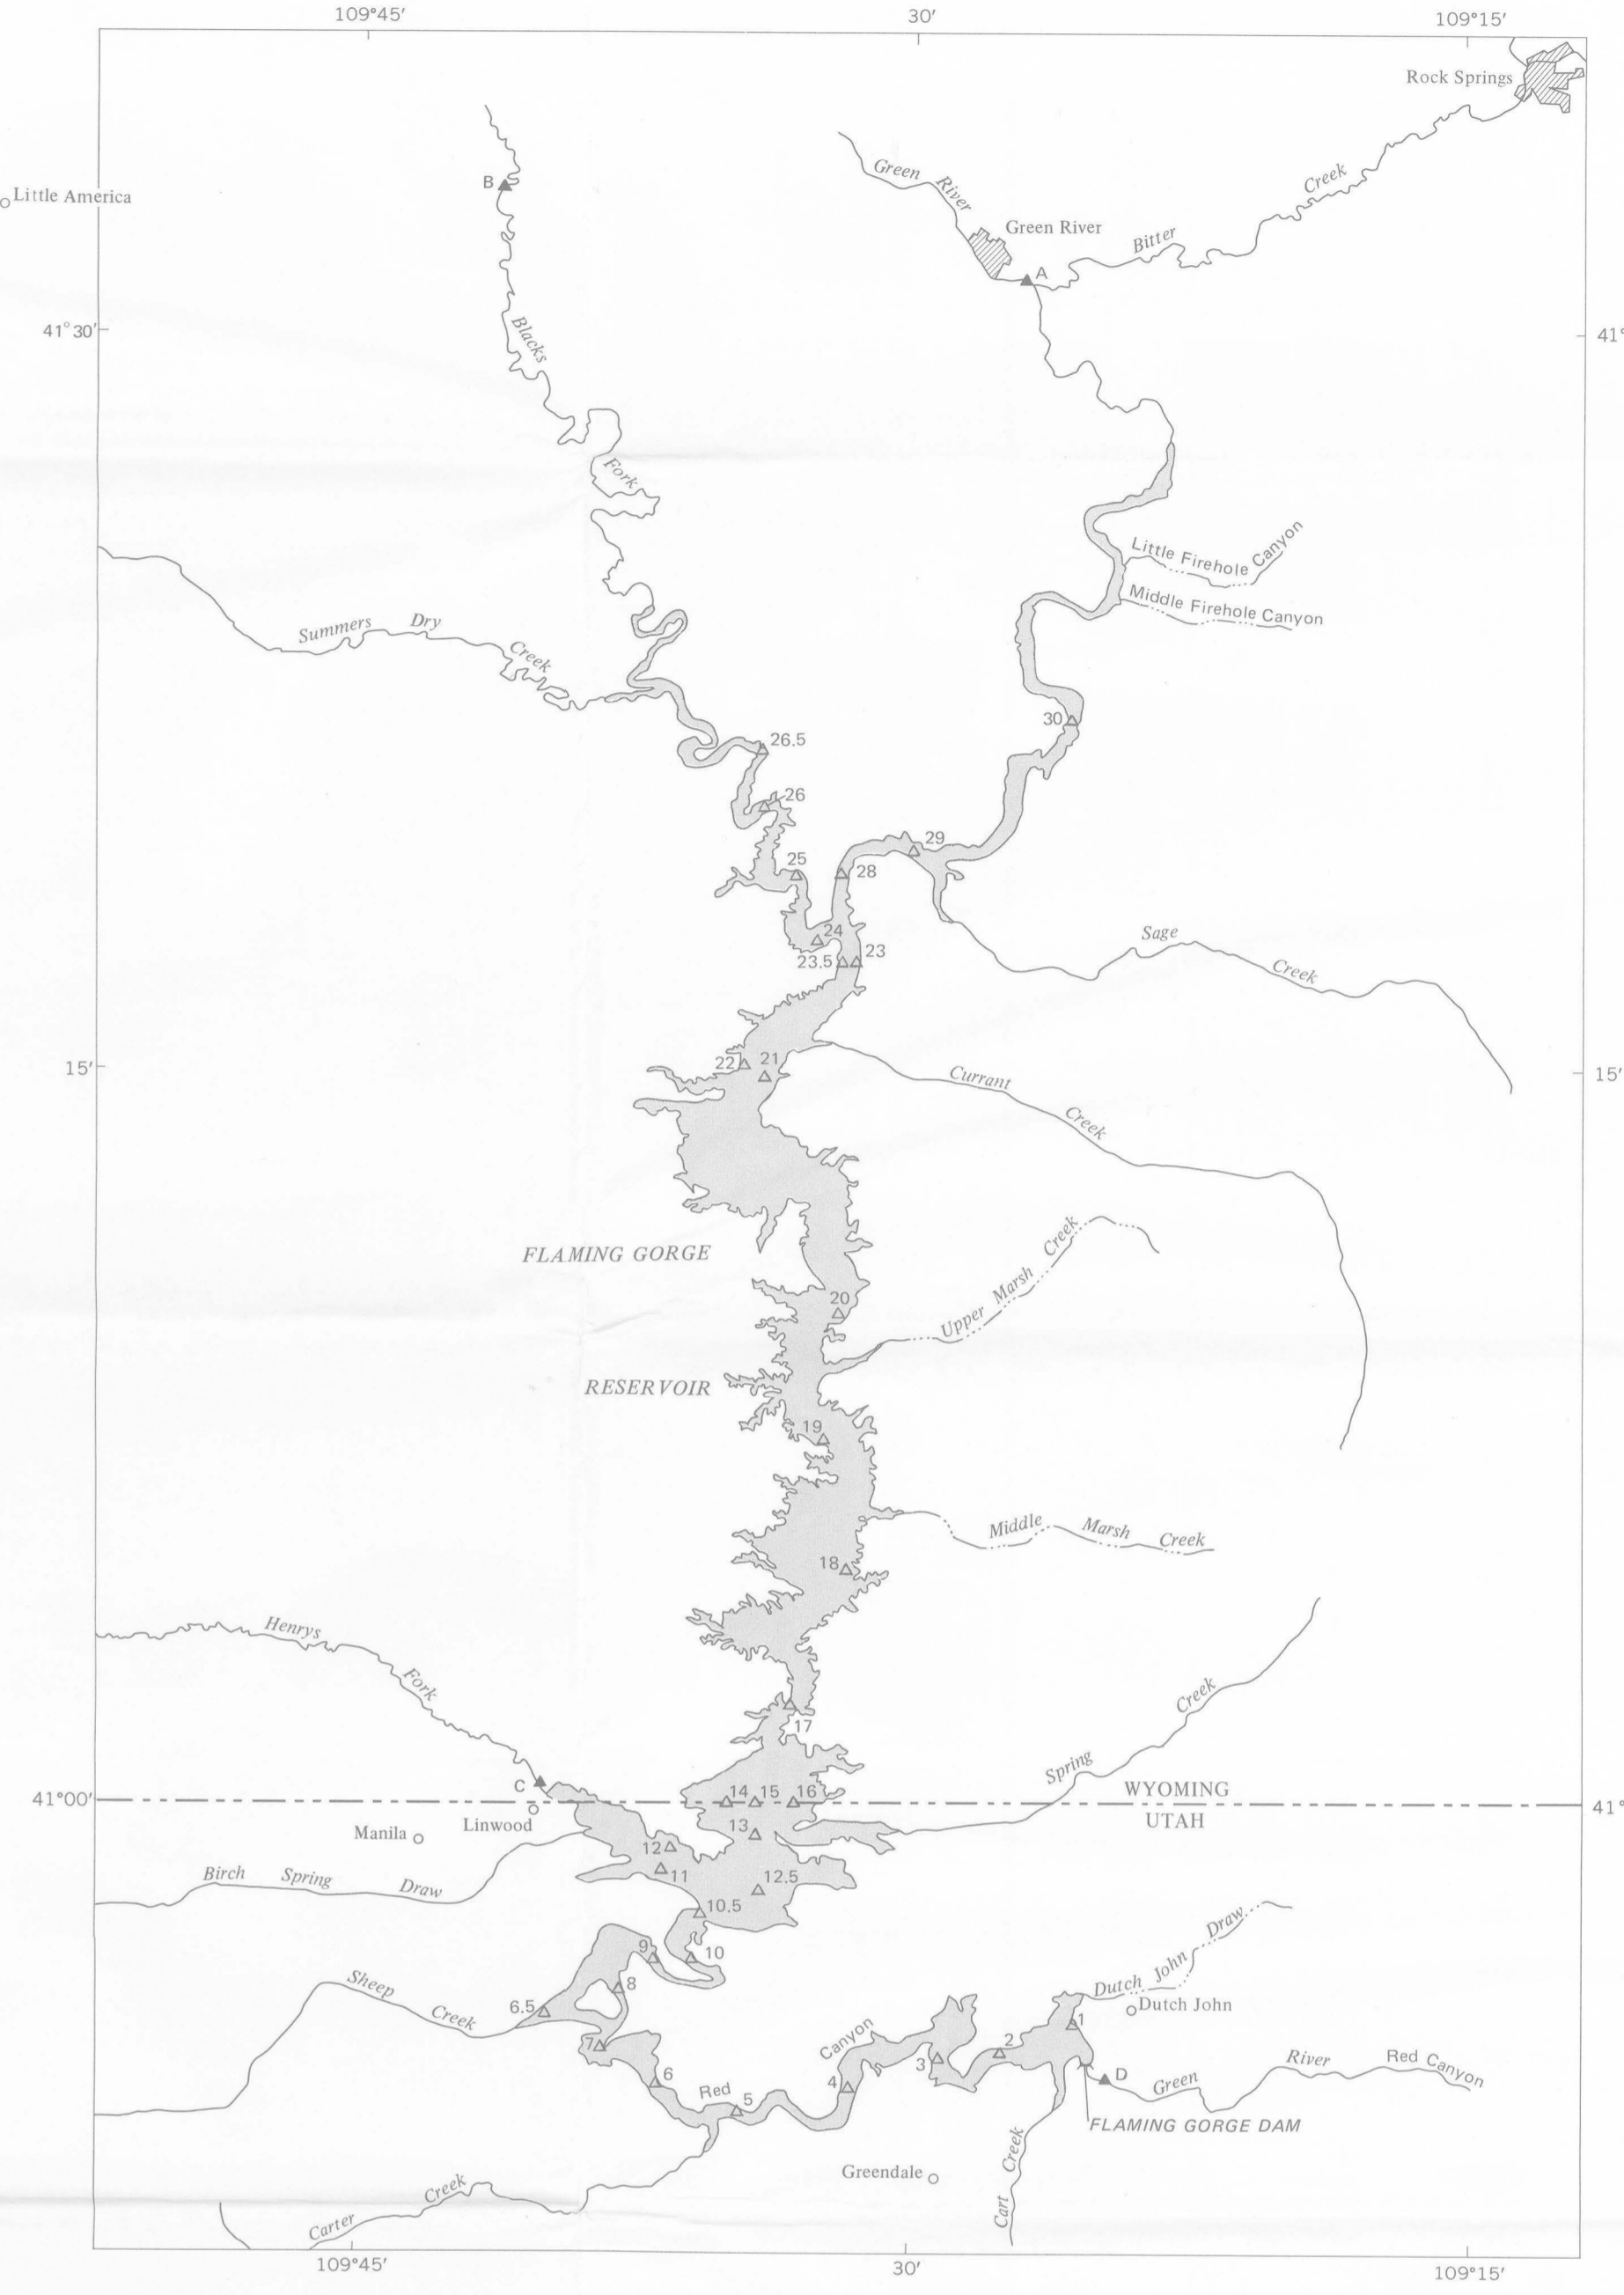 109°45′ 30′ 109°15′
Rock Springs
Little America
B
Green River
Green River
A
Bitter Creek
41°30′ 41°
Blacks Fork
Little Firehole Canyon
Middle Firehole Canyon
Summers Dry Creek
30
26.5
26
29
25
28
24
23.5
23
Sage Creek
15′ 15′
22
21
Currant Creek
FLAMING GORGE
Upper Marsh Creek
20
RESERVOIR
19
Middle Marsh Creek
18
Henrys Fork
17
Spring Creek
C
41°00′ 41°
14 15 16
WYOMING
UTAH
Linwood
Manila
13
12
11
12.5
Birch Spring Draw
10.5
9
10
8
Sheep Creek
6.5
7
Dutch John Draw
Dutch John
1
2
3
Canyon
4
6
Red
5
D
Green River
Red Canyon
FLAMING GORGE DAM
Cart Creek
Greendale
Carter Creek
109°45′ 30′ 109°15′